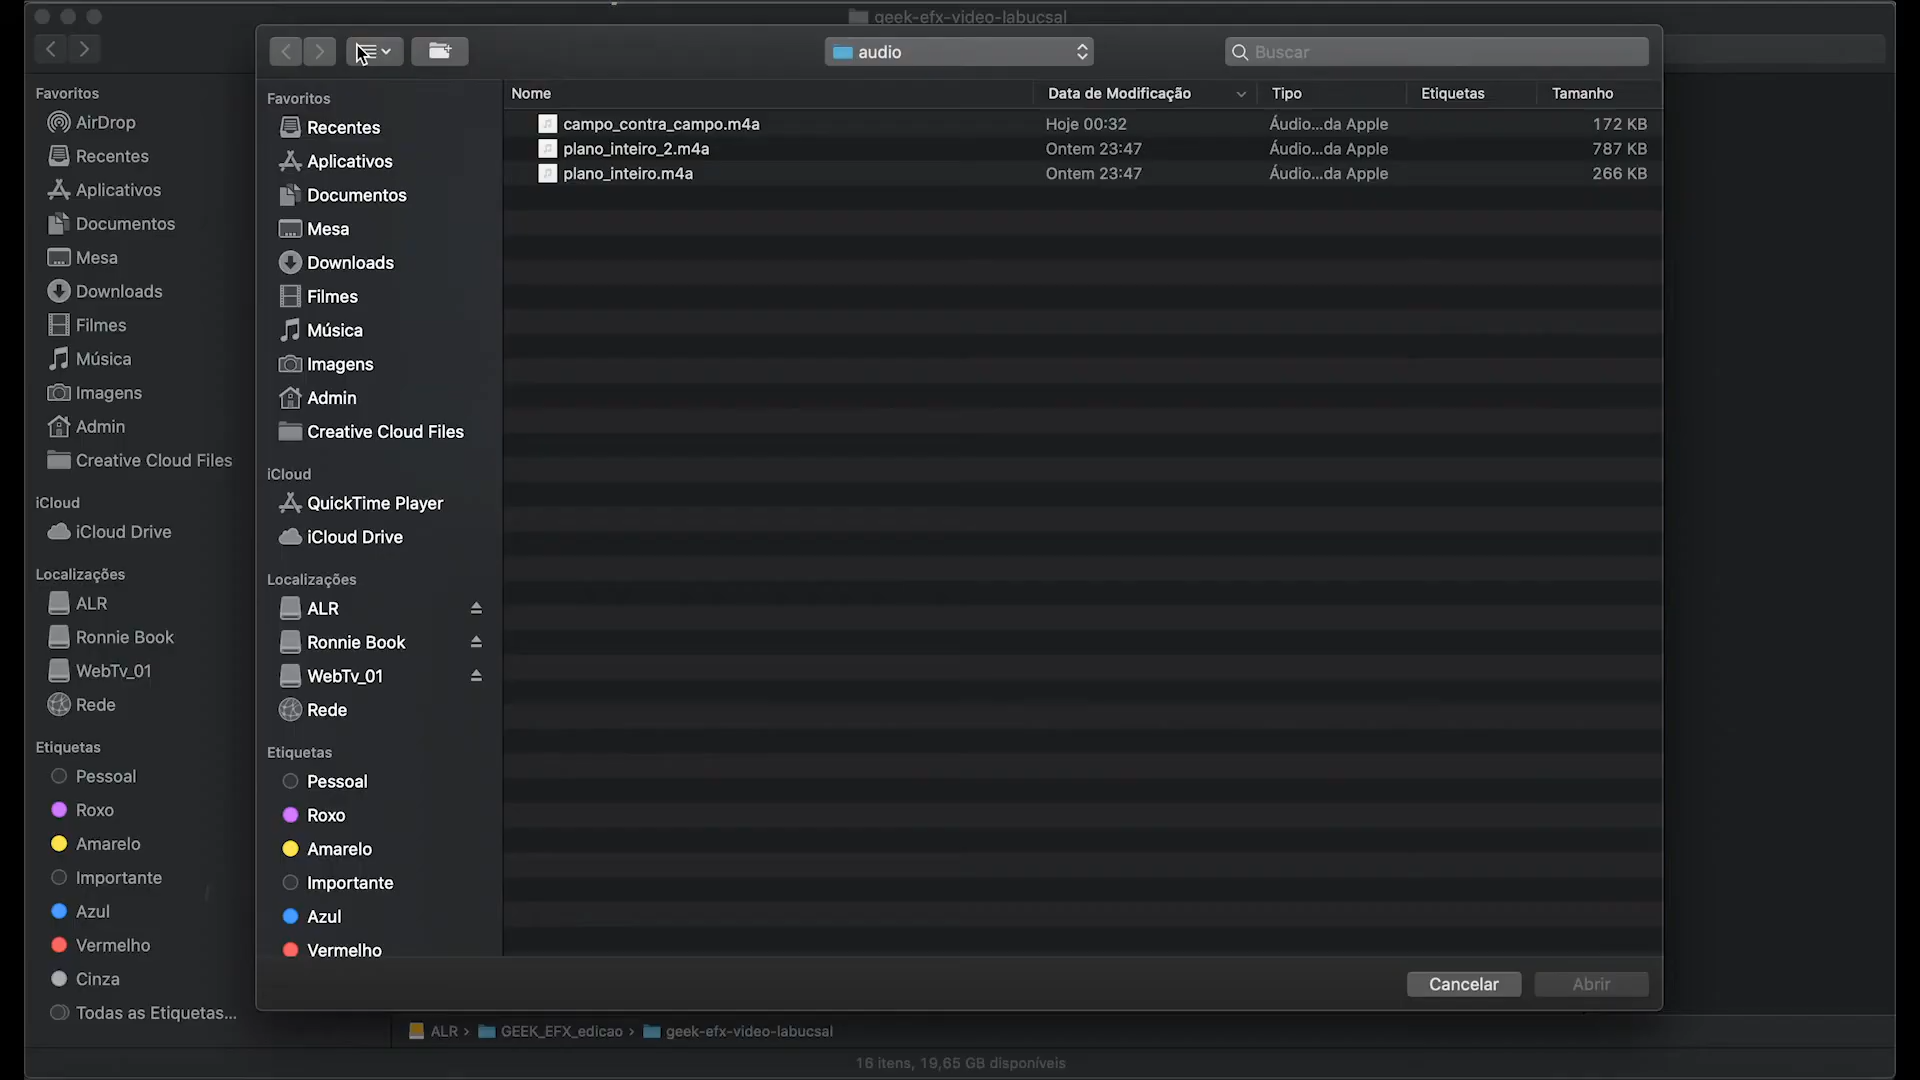 geek-efx-video-labucsal
audio
Buscar
Favoritos
AirDrop
Recentes
Aplicativos
Documentos
Mesa
Downloads
Filmes
Música
Imagens
Admin
Creative Cloud Files
iCloud
iCloud Drive
Localizações
ALR
Ronnie Book
WebTv_01
Rede
Etiquetas
Pessoal
Roxo
Amarelo
Importante
Azul
Vermelho
Cinza
Todas as Etiquetas...
Favoritos
Recentes
Aplicativos
Documentos
Mesa
Downloads
Filmes
Música
Imagens
Admin
Creative Cloud Files
iCloud
QuickTime Player
iCloud Drive
Localizações
ALR
Ronnie Book
WebTv_01
Rede
Etiquetas
Pessoal
Roxo
Amarelo
Importante
Azul
Vermelho
Nome Data de Modificação Tipo Etiquetas Tamanho
campo_contra_campo.m4a Hoje 00:32 Áudio...da Apple 172 KB
plano_inteiro_2.m4a Ontem 23:47 Áudio...da Apple 787 KB
plano_inteiro.m4a Ontem 23:47 Áudio...da Apple 266 KB
Cancelar Abrir
ALR › GEEK_EFX_edicao › geek-efx-video-labucsal
16 itens, 19,65 GB disponíveis